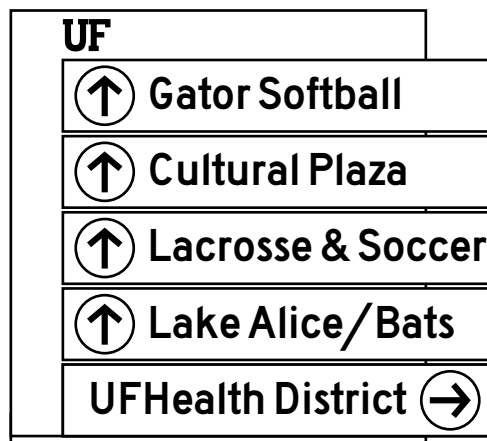 UF
Gator Softball
Cultural Plaza
Lacrosse & Soccer
Lake Alice/Bats
UFHealth District